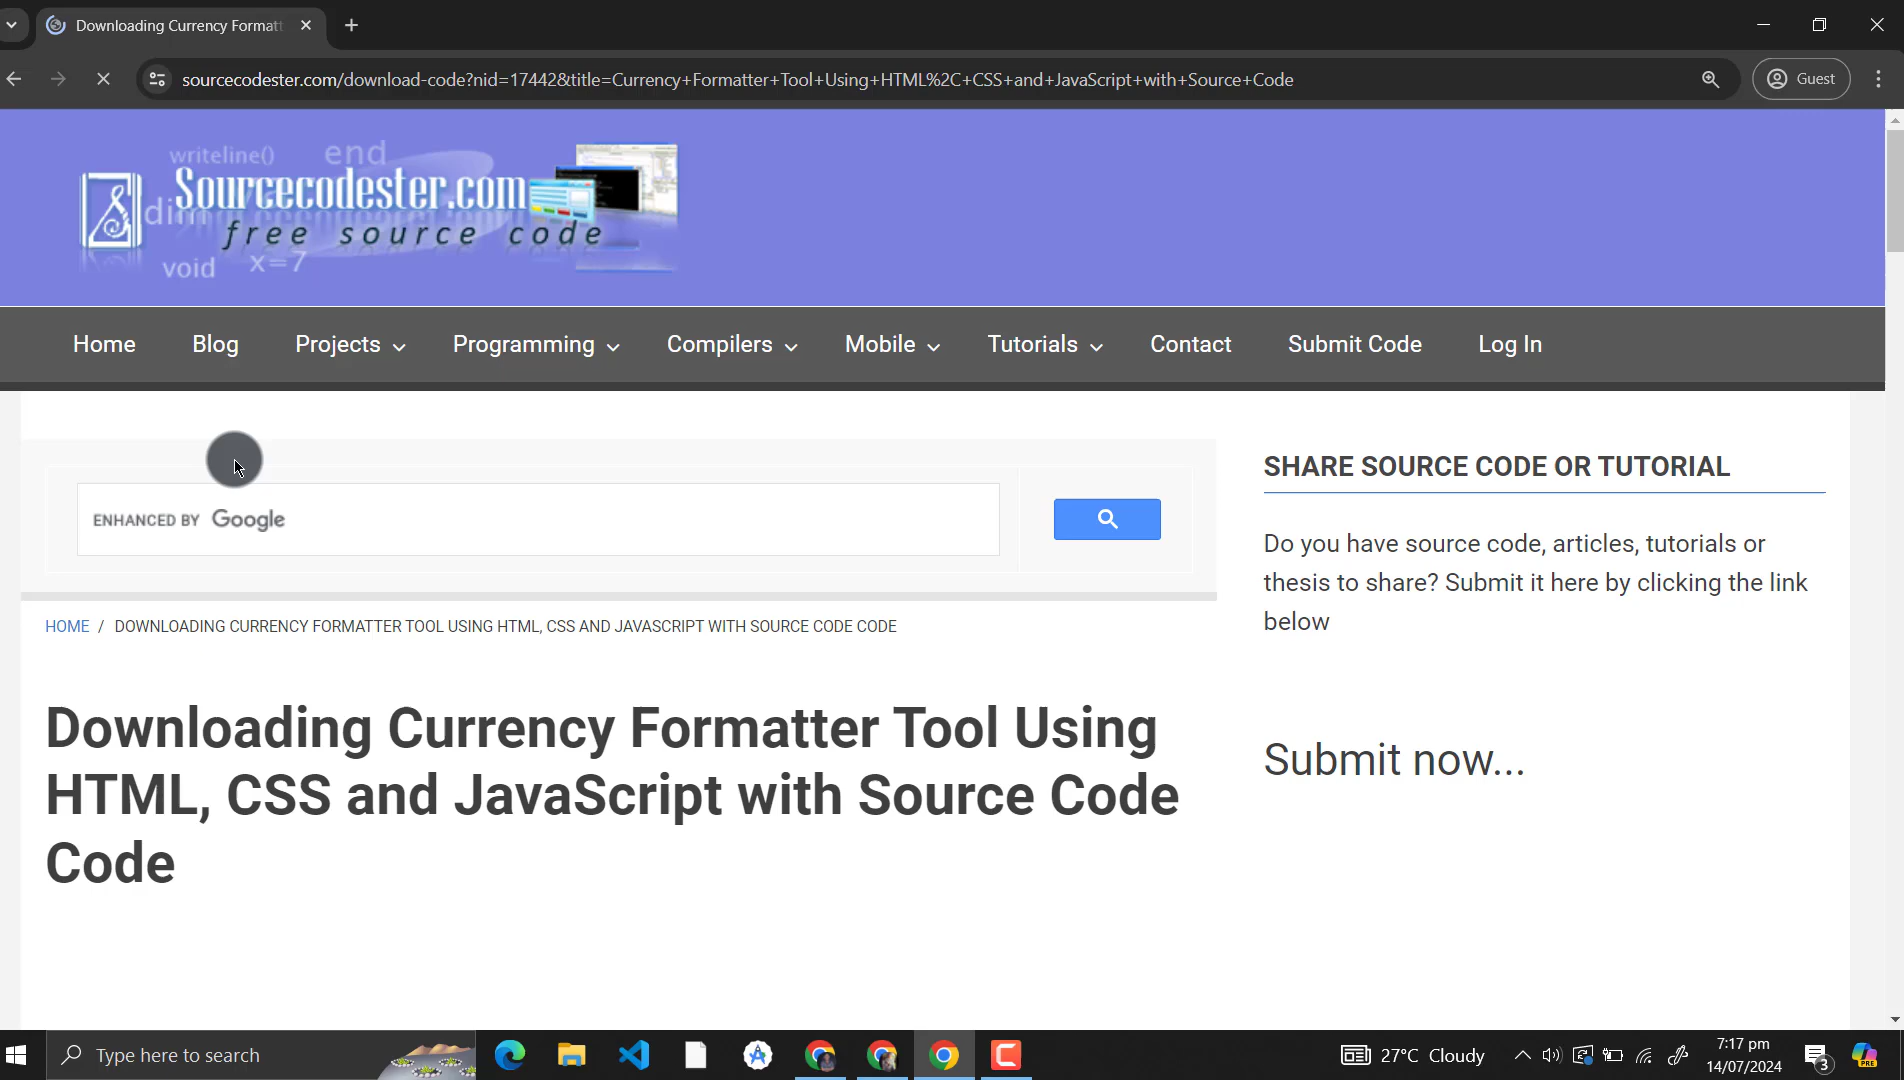 Downloading Currency Formatt
sourcecodester.com/download-code?nid=17442&title=Currency+Formatter+Tool+Using+HTML%2C+CSS+and+JavaScript+with+Source+Code
Guest
writeline()
end
Sourcecodester.com
dim
free source code
void
x=7
Home
Blog
Projects
Programming
Compilers
Mobile
Tutorials
Contact
Submit Code
Log In
ENHANCED BY Google
HOME / DOWNLOADING CURRENCY FORMATTER TOOL USING HTML, CSS AND JAVASCRIPT WITH SOURCE CODE CODE
Downloading Currency Formatter Tool Using
HTML, CSS and JavaScript with Source Code
Code
SHARE SOURCE CODE OR TUTORIAL
Do you have source code, articles, tutorials or
thesis to share? Submit it here by clicking the link
below
Submit now...
Type here to search
27°C Cloudy
7:17 pm
14/07/2024
3
PRE